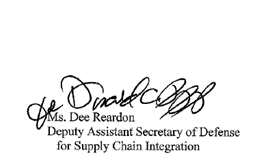 Ms. Dee Reardon
Deputy Assistant Secretary of Defense
for Supply Chain Integration